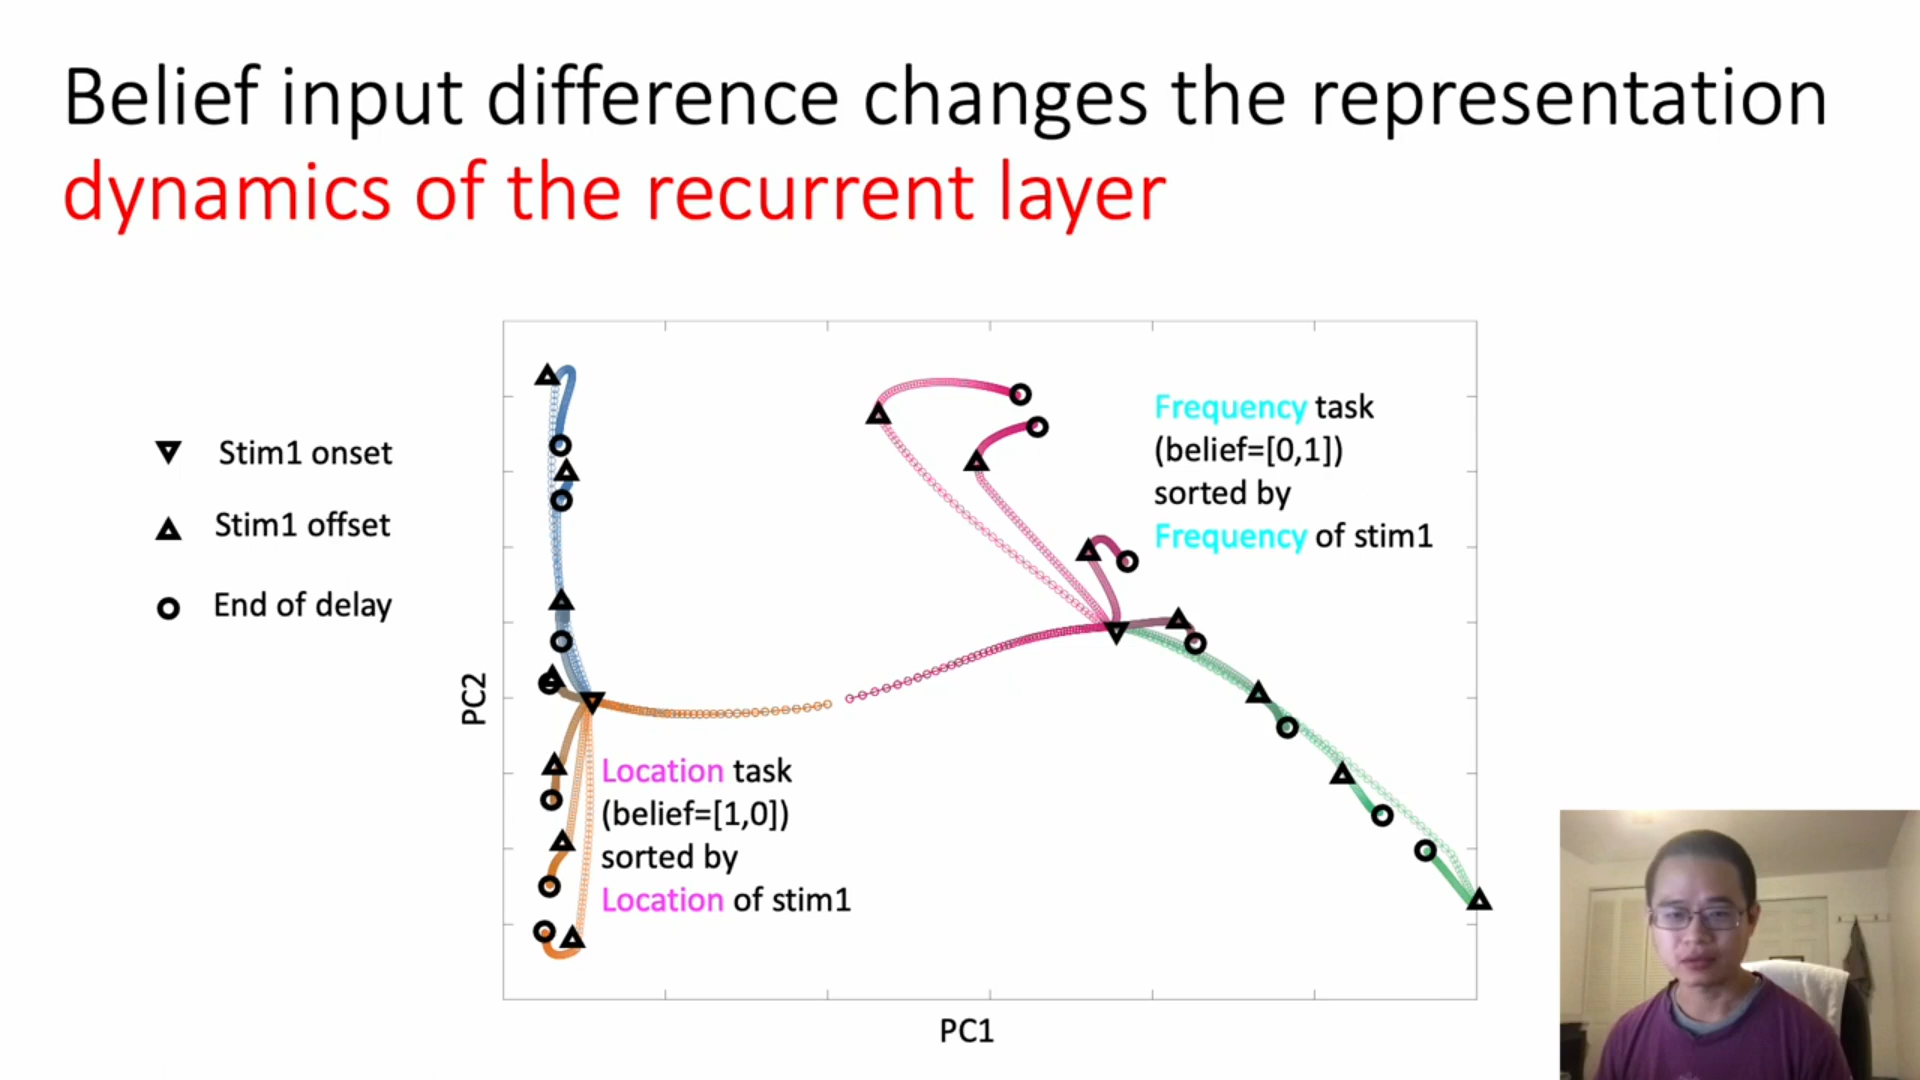 Belief input difference changes the representation
dynamics of the recurrent layer
Stim1 onset
Stim1 offset
End of delay
PC2
Frequency task
(belief=[0,1])
sorted by
Frequency of stim1
Location task
(belief=[1,0])
sorted by
Location of stim1
PC1